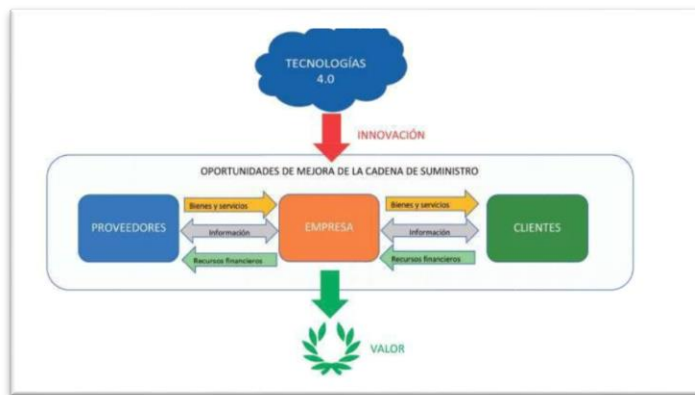 TECNOLOGÍAS
4.0
INNOVACIÓN
OPORTUNIDADES DE MEJORA DE LA CADENA DE SUMINISTRO
PROVEEDORES
Bienes y servicios
Información
Recursos financieros
EMPRESA
Bienes y servicios
Información
Recursos financieros
CLIENTES
VALOR